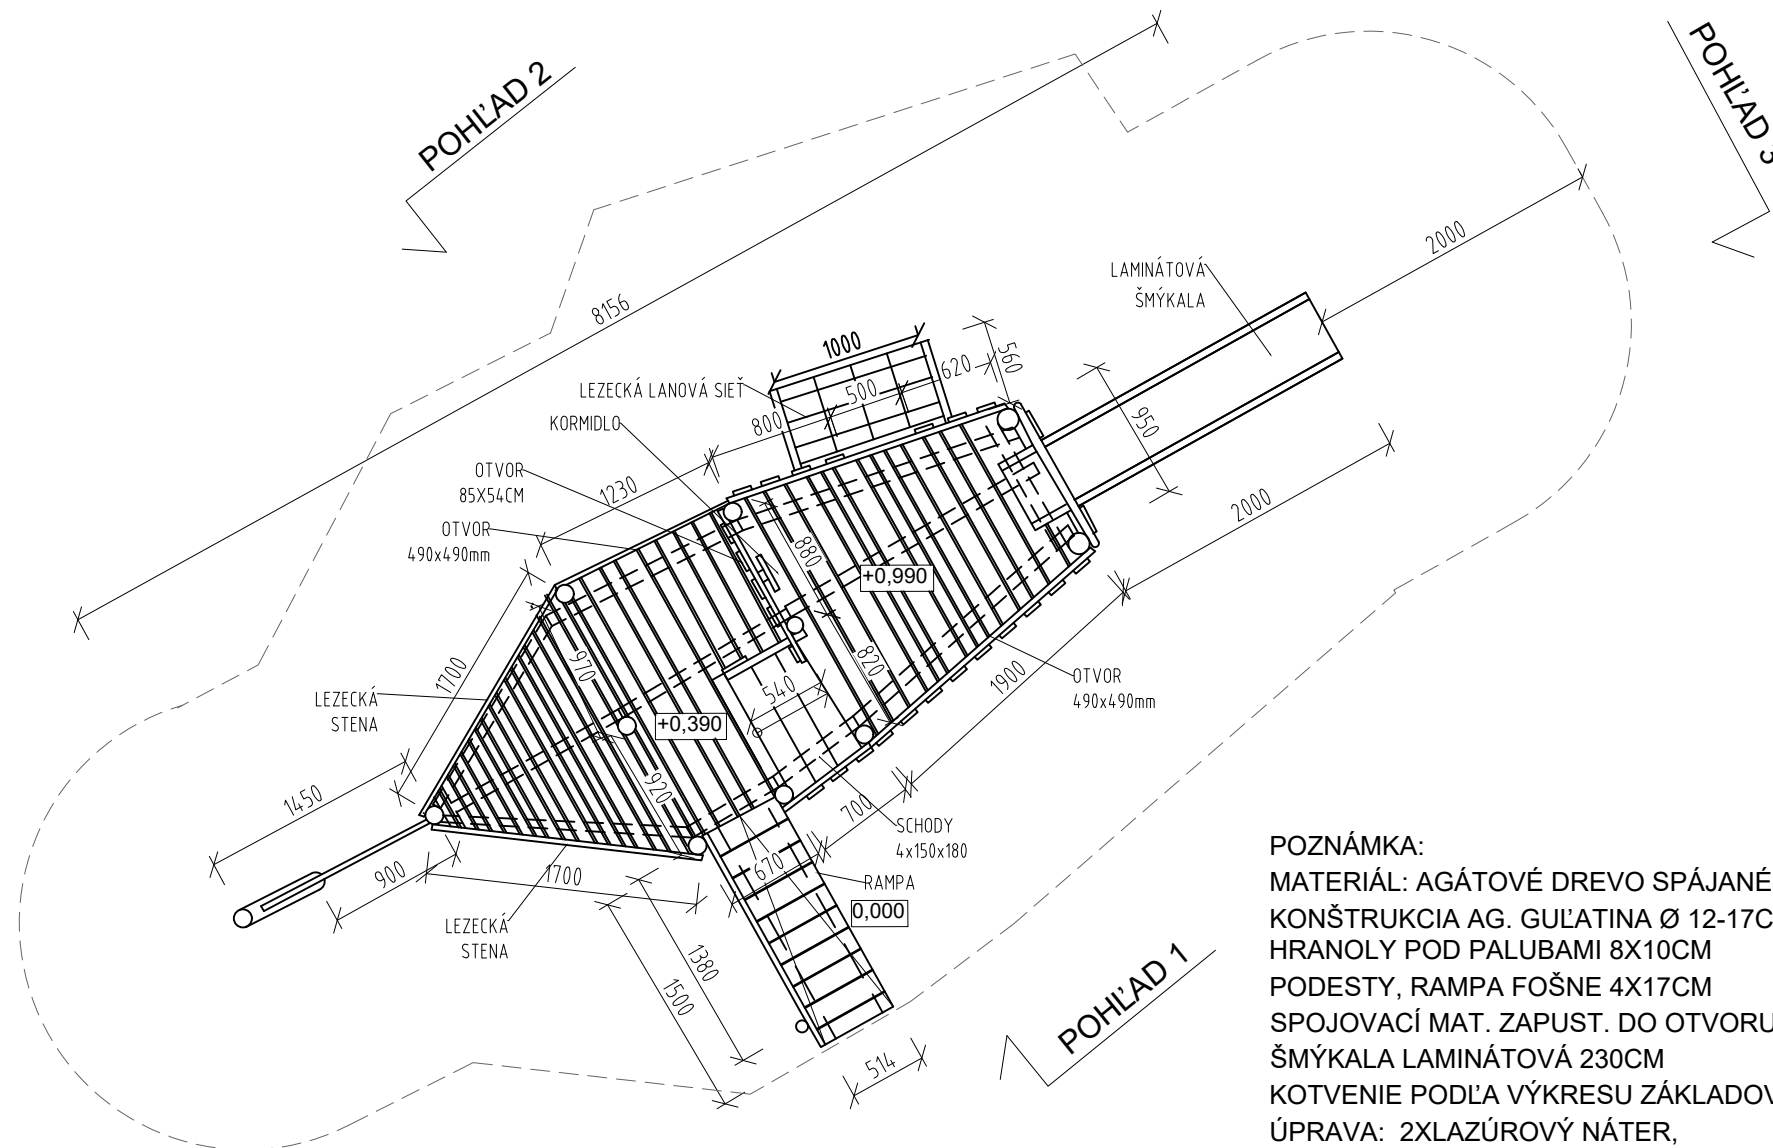 POHĽAD 2
POHĽAD 3
8156
2000
LAMINÁTOVÁ
ŠMÝKALA
1000
620
560
LEZECKÁ LANOVÁ SIEŤ
500
800
950
KORMIDLO
OTVOR
85X54CM
1230
2000
OTVOR
490x490mm
880
+0,990
1700
970
820
1900
OTVOR
490x490mm
540
LEZECKÁ
STENA
+0,390
1450
920
700
SCHODY
4x150x180
900
1700
670
RAMPA
0,000
LEZECKÁ
STENA
1380
1500
514
POHĽAD 1
POZNÁMKA:
MATERIÁL: AGÁTOVÉ DREVO SPÁJANÉ
KONŠTRUKCIA AG. GUĽATINA Ø 12-17C
HRANOLY POD PALUBAMI 8X10CM
PODESTY, RAMPA FOŠNE 4X17CM
SPOJOVACÍ MAT. ZAPUST. DO OTVORU
ŠMÝKALA LAMINÁTOVÁ 230CM
KOTVENIE PODĽA VÝKRESU ZÁKLADOV
ÚPRAVA: 2XLAZÚROVÝ NÁTER,